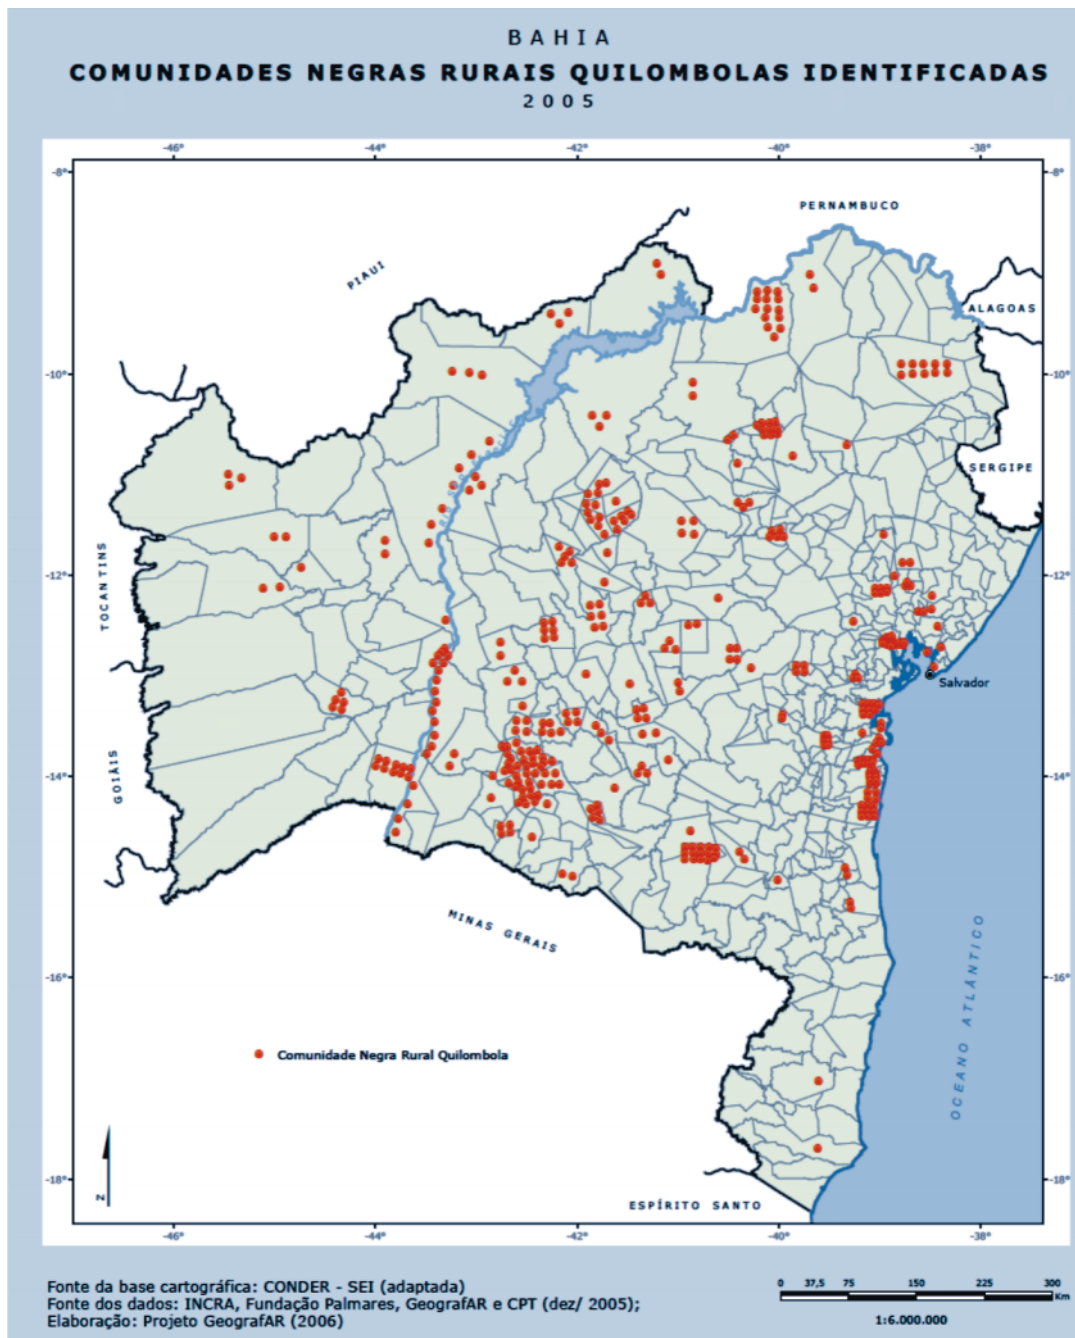 BAHIA
COMUNIDADES NEGRAS RURAIS QUILOMBOLAS IDENTIFICADAS
2005
-46° -44° -42° -40° -38°
-8° -8°
PERNAMBUCO
PIAUI
ALAGOAS
-10° -10°
SERGIPE
TOCANTINS
-12° -12°
Salvador
GOIÁIS
-14° -14°
MINAS GERAIS
OCEANO ATLÂNTICO
-16° -16°
Comunidade Negra Rural Quilombola
N
-18° -18°
ESPÍRITO SANTO
-46° -44° -42° -40° -38°
Fonte da base cartográfica: CONDER - SEI (adaptada)
Fonte dos dados: INCRA, Fundação Palmares, GeografAR e CPT (dez/ 2005);
Elaboração: Projeto GeografAR (2006)
0 37,5 75 150 225 300
Km
1:6.000.000